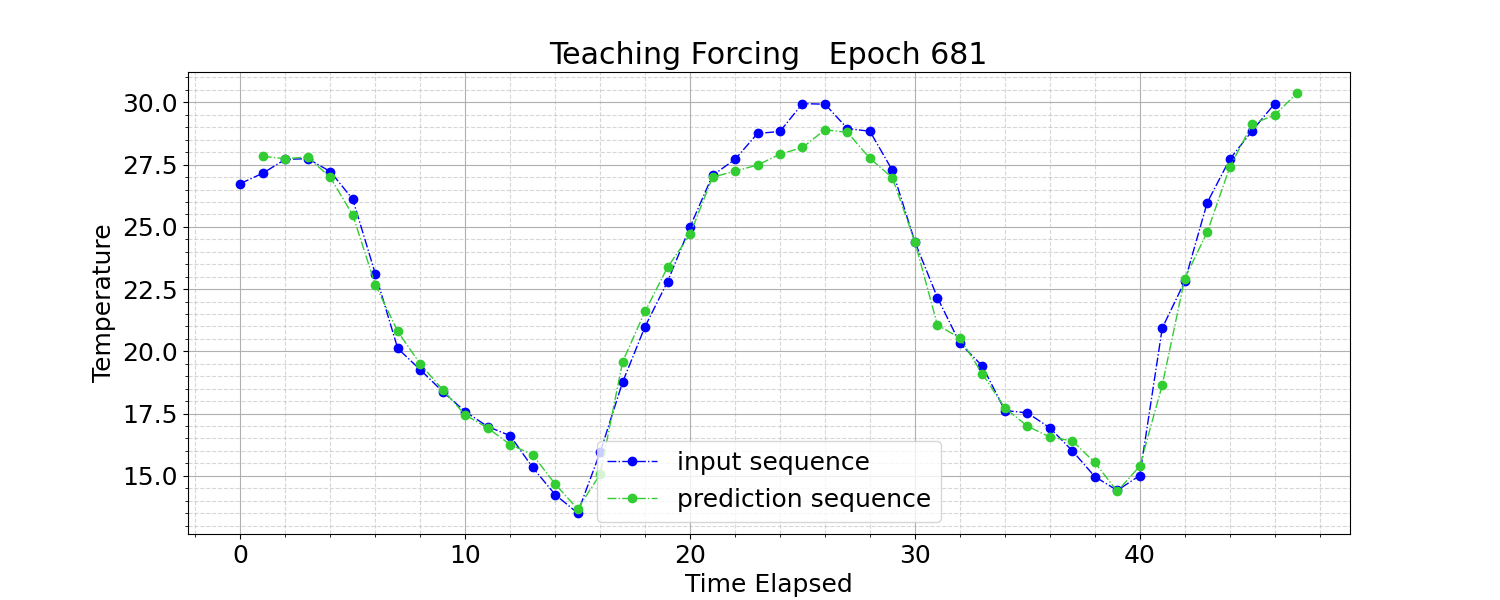 Teaching Forcing   Epoch 681
30.0
27.5
25.0
22.5
20.0
17.5
15.0
Temperature
input sequence
prediction sequence
0 10 20 30 40
Time Elapsed